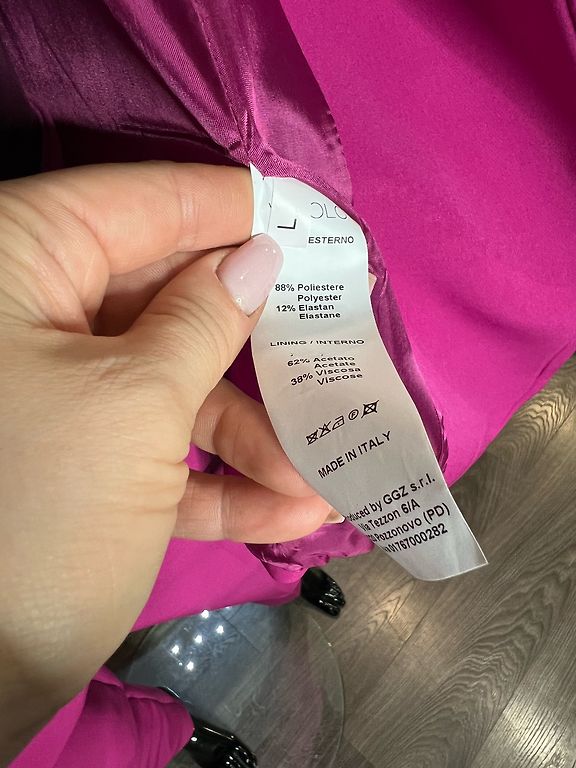 L
ESTERNO
88% Poliestere
Polyester
12% Elastan
Elastane
LINING / INTERNO
62% Acetato
Acetate
38% Viscosa
Viscose
MADE IN ITALY
by GGZ s.r.l.
Tezzon 6/A
Pozzonovo (PD)
01767000282